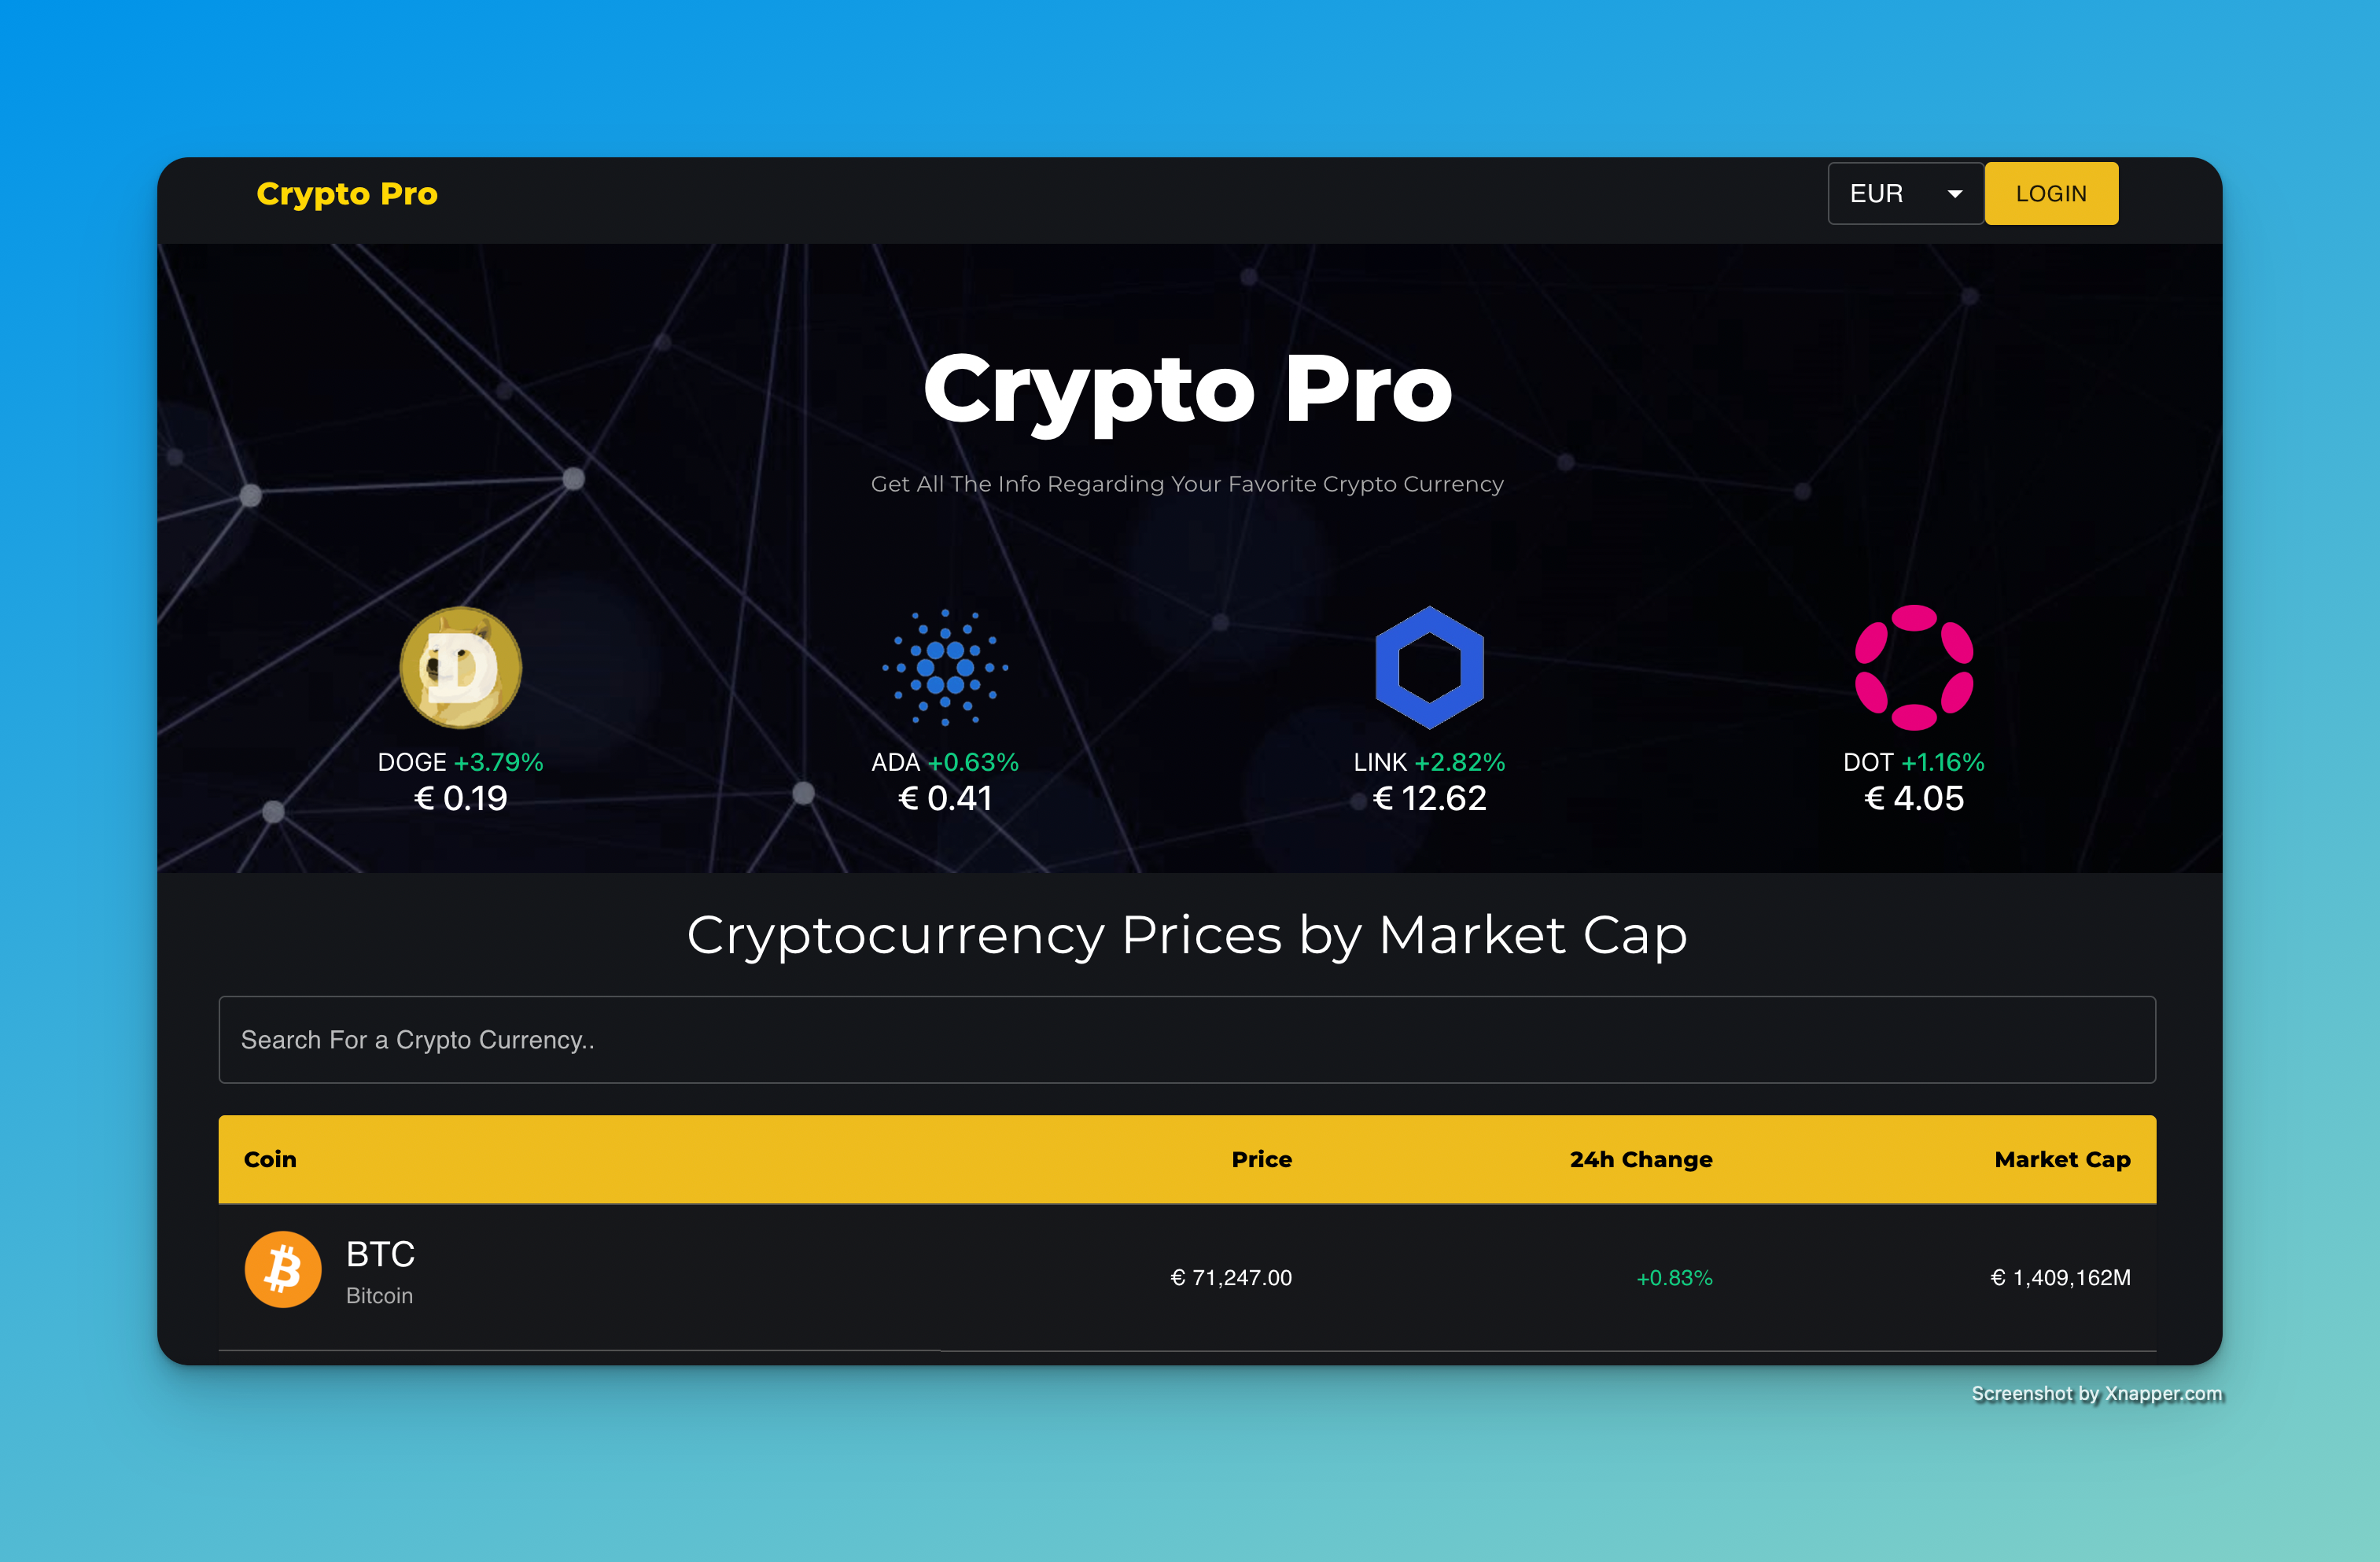 Crypto Pro
EUR
LOGIN
Crypto Pro
Get All The Info Regarding Your Favorite Crypto Currency
D
DOGE +3.79%
€ 0.19
ADA +0.63%
€ 0.41
LINK +2.82%
€ 12.62
DOT +1.16%
€ 4.05
Cryptocurrency Prices by Market Cap
Search For a Crypto Currency..
Coin Price 24h Change Market Cap
BTC
Bitcoin
€ 71,247.00 +0.83% € 1,409,162M
Screenshot by Xnapper.com